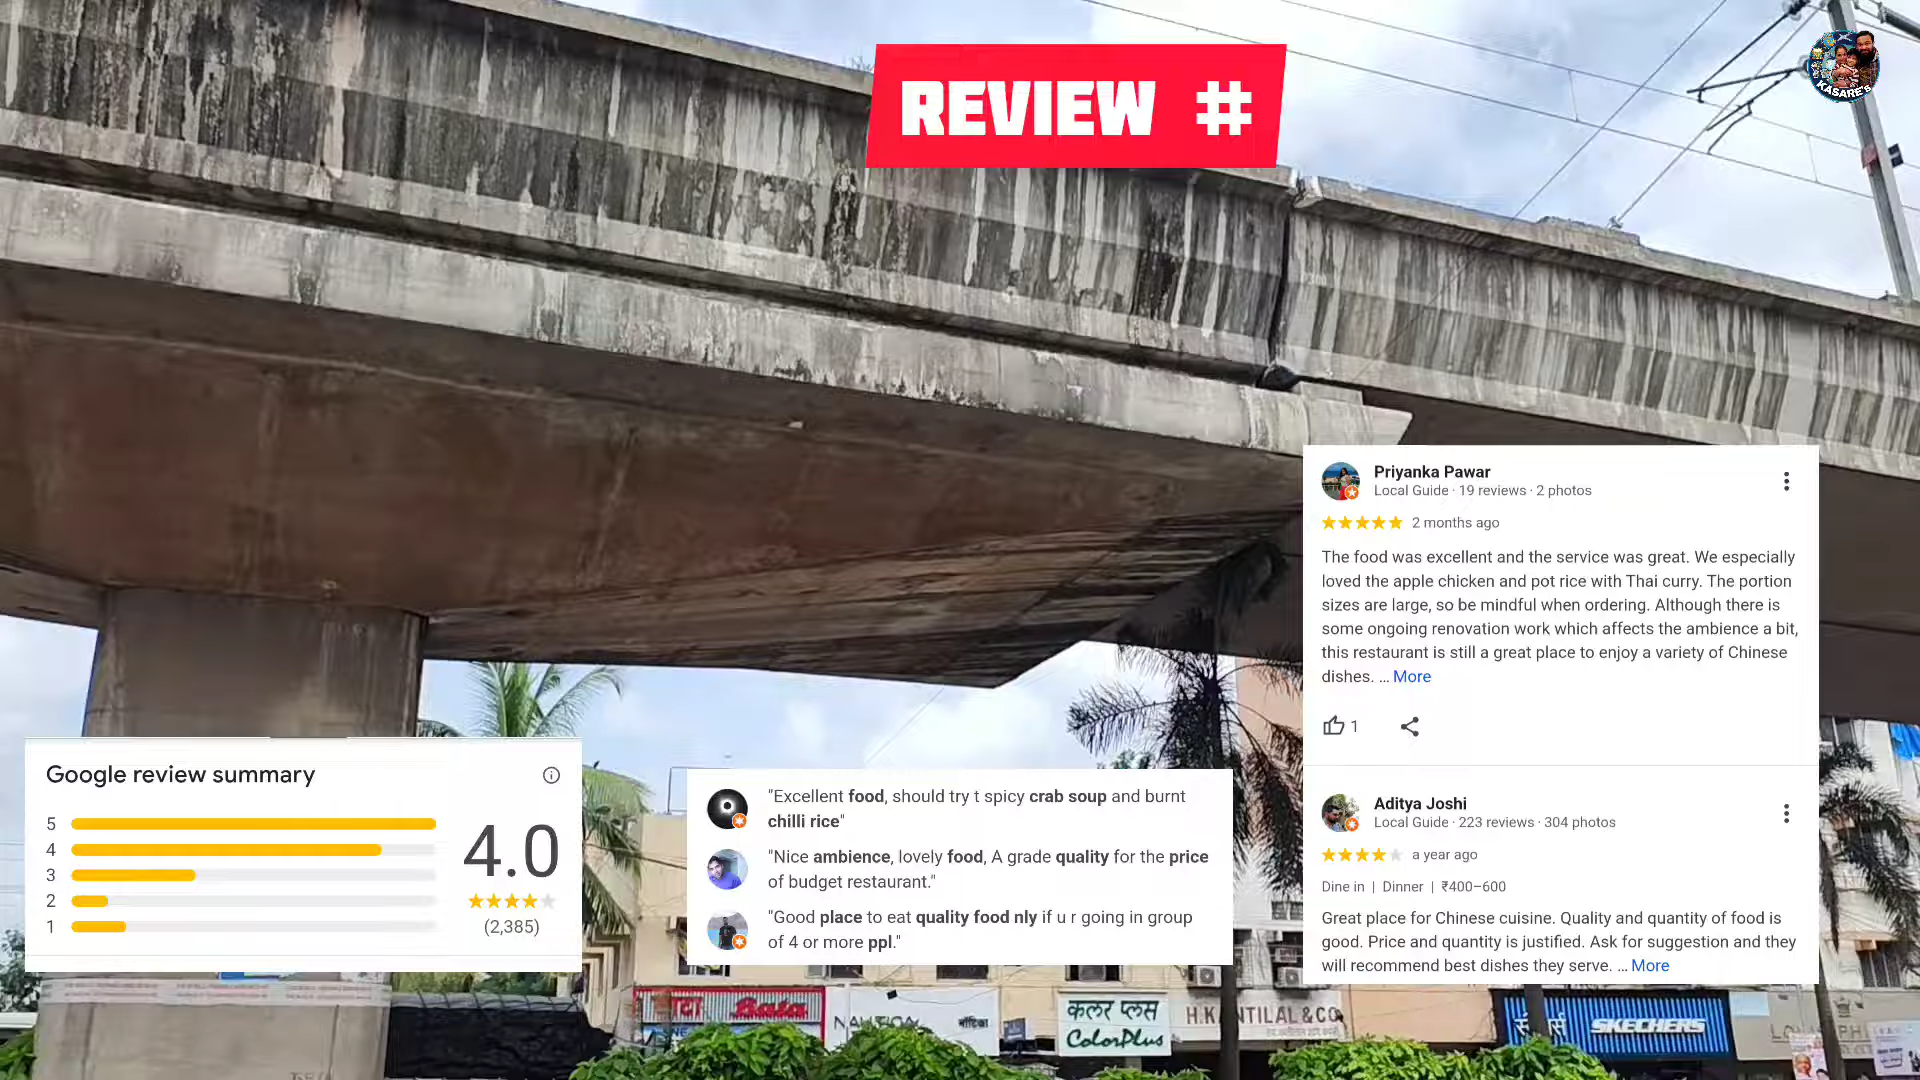 REVIEW #
KASARE's
Priyanka Pawar
Local Guide · 19 reviews · 2 photos
2 months ago
The food was excellent and the service was great. We especially
loved the apple chicken and pot rice with Thai curry. The portion
sizes are large, so be mindful when ordering. Although there is
some ongoing renovation work which affects the ambience a bit,
this restaurant is still a great place to enjoy a variety of Chinese
dishes. ... More
1
Aditya Joshi
Local Guide · 223 reviews · 304 photos
a year ago
Dine in | Dinner | ₹400–600
Great place for Chinese cuisine. Quality and quantity of food is
good. Price and quantity is justified. Ask for suggestion and they
will recommend best dishes they serve. ... More
Google review summary
5
4
3
2
1
4.0
(2,385)
"Excellent food, should try t spicy crab soup and burnt
chilli rice"
"Nice ambience, lovely food, A grade quality for the price
of budget restaurant."
"Good place to eat quality food nly if u r going in group
of 4 or more ppl."
बाटा Bata
कलर प्लस
ColorPlus
SKECHERS